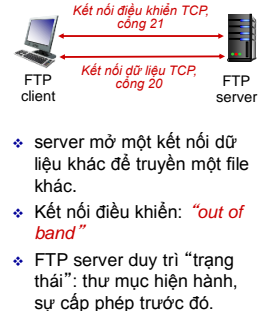 Kết nối điều khiển TCP,
cổng 21
Kết nối dữ liệu TCP,
cổng 20
FTP
client
FTP
server
server mở một kết nối dữ
liệu khác để truyền một file
khác.
Kết nối điều khiển: “out of
band”
FTP server duy trì “trạng
thái”: thư mục hiện hành,
sự cấp phép trước đó.